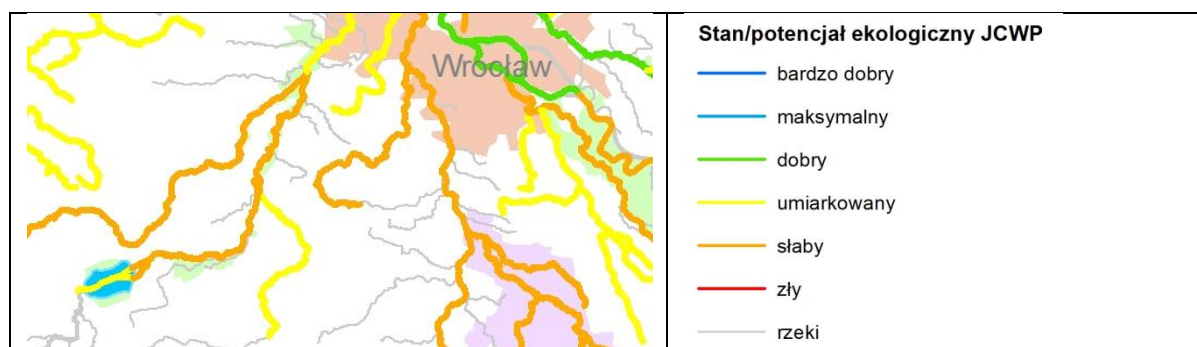 Wrocław
Stan/potencjał ekologiczny JCWP
bardzo dobry
maksymalny
dobry
umiarkowany
słaby
zły
rzeki